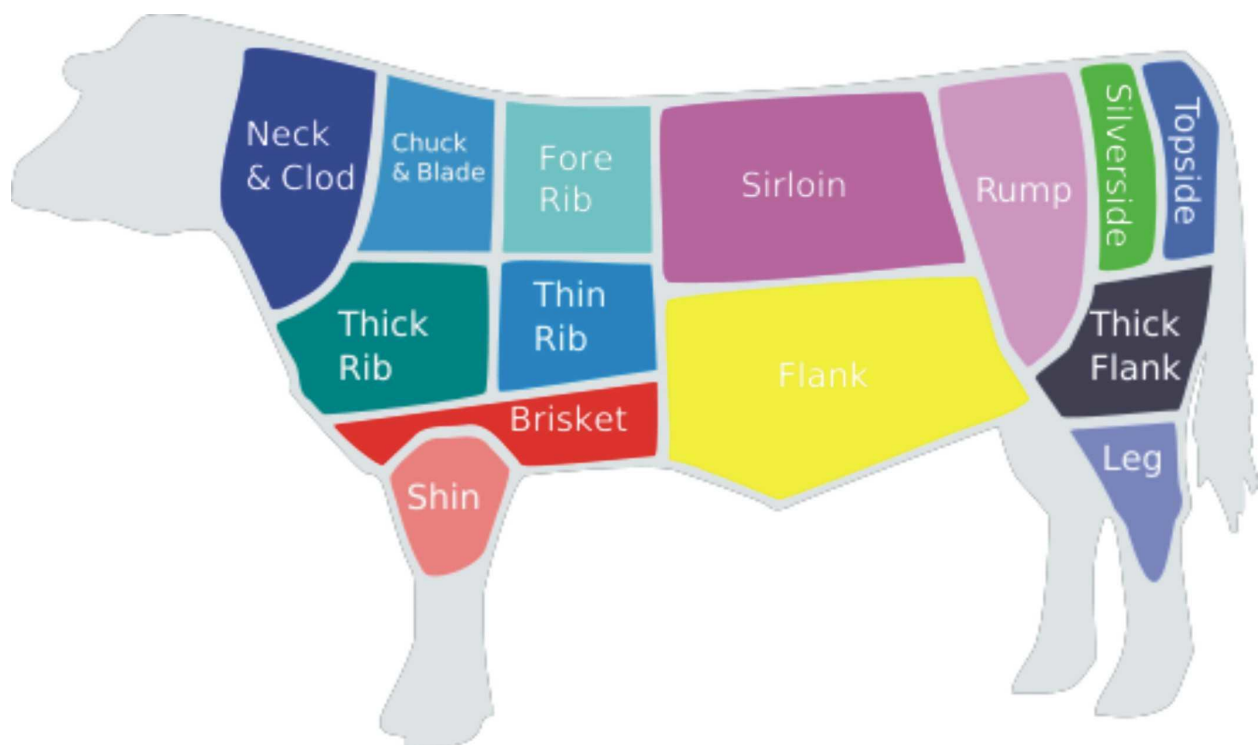 Neck
& Clod
Chuck
& Blade
Fore
Rib
Sirloin
Rump
Silverside
Topside
Thick
Rib
Thin
Rib
Flank
Thick
Flank
Brisket
Shin
Leg